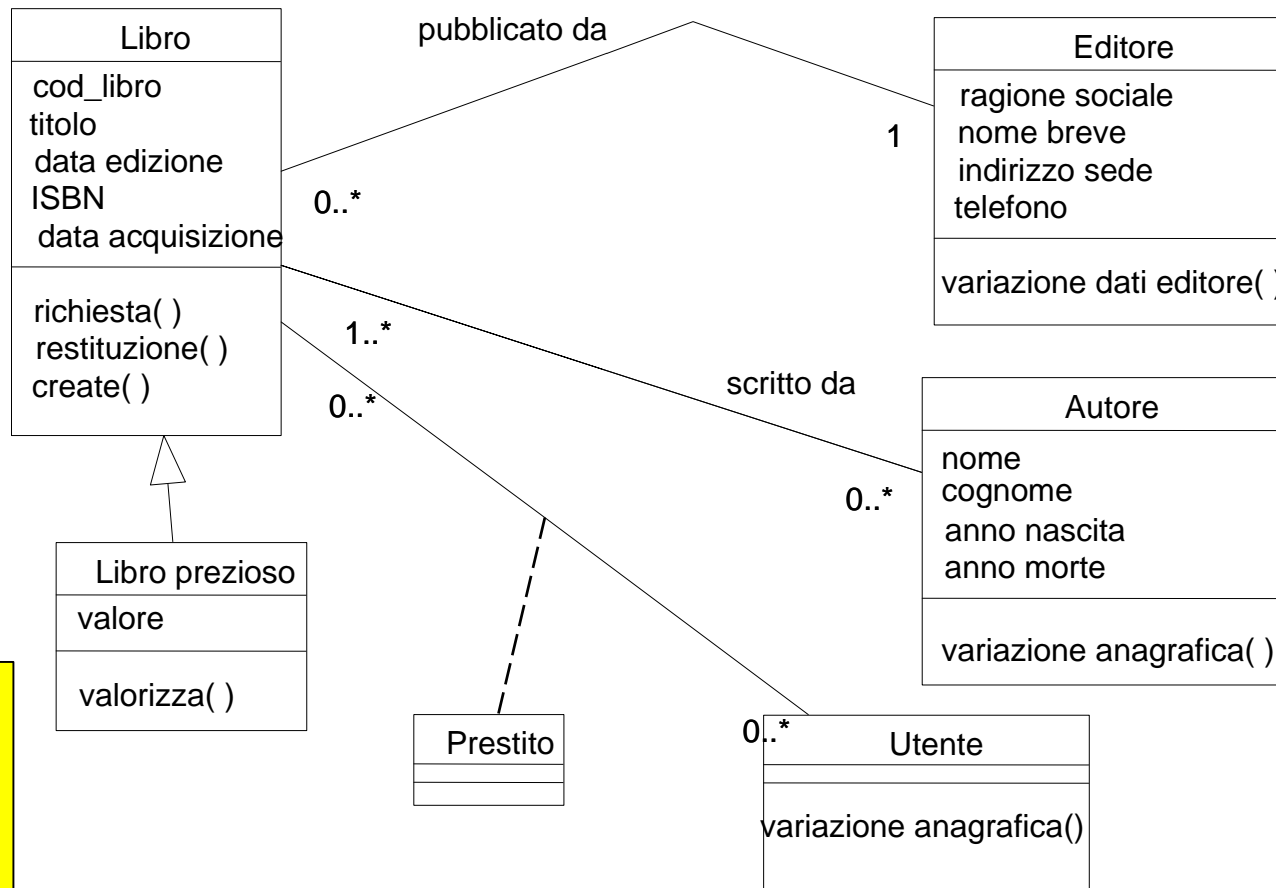 Libro
cod_libro
titolo
data edizione
ISBN
data acquisizione
richiesta( )
restituzione( )
create( )
pubblicato da
0..*
1
Editore
ragione sociale
nome breve
indirizzo sede
telefono
variazione dati editore( )
1..*
scritto da
0..*
Autore
nome
cognome
anno nascita
anno morte
variazione anagrafica( )
0..*
0..*
Libro prezioso
valore
valorizza( )
Prestito
Utente
variazione anagrafica()